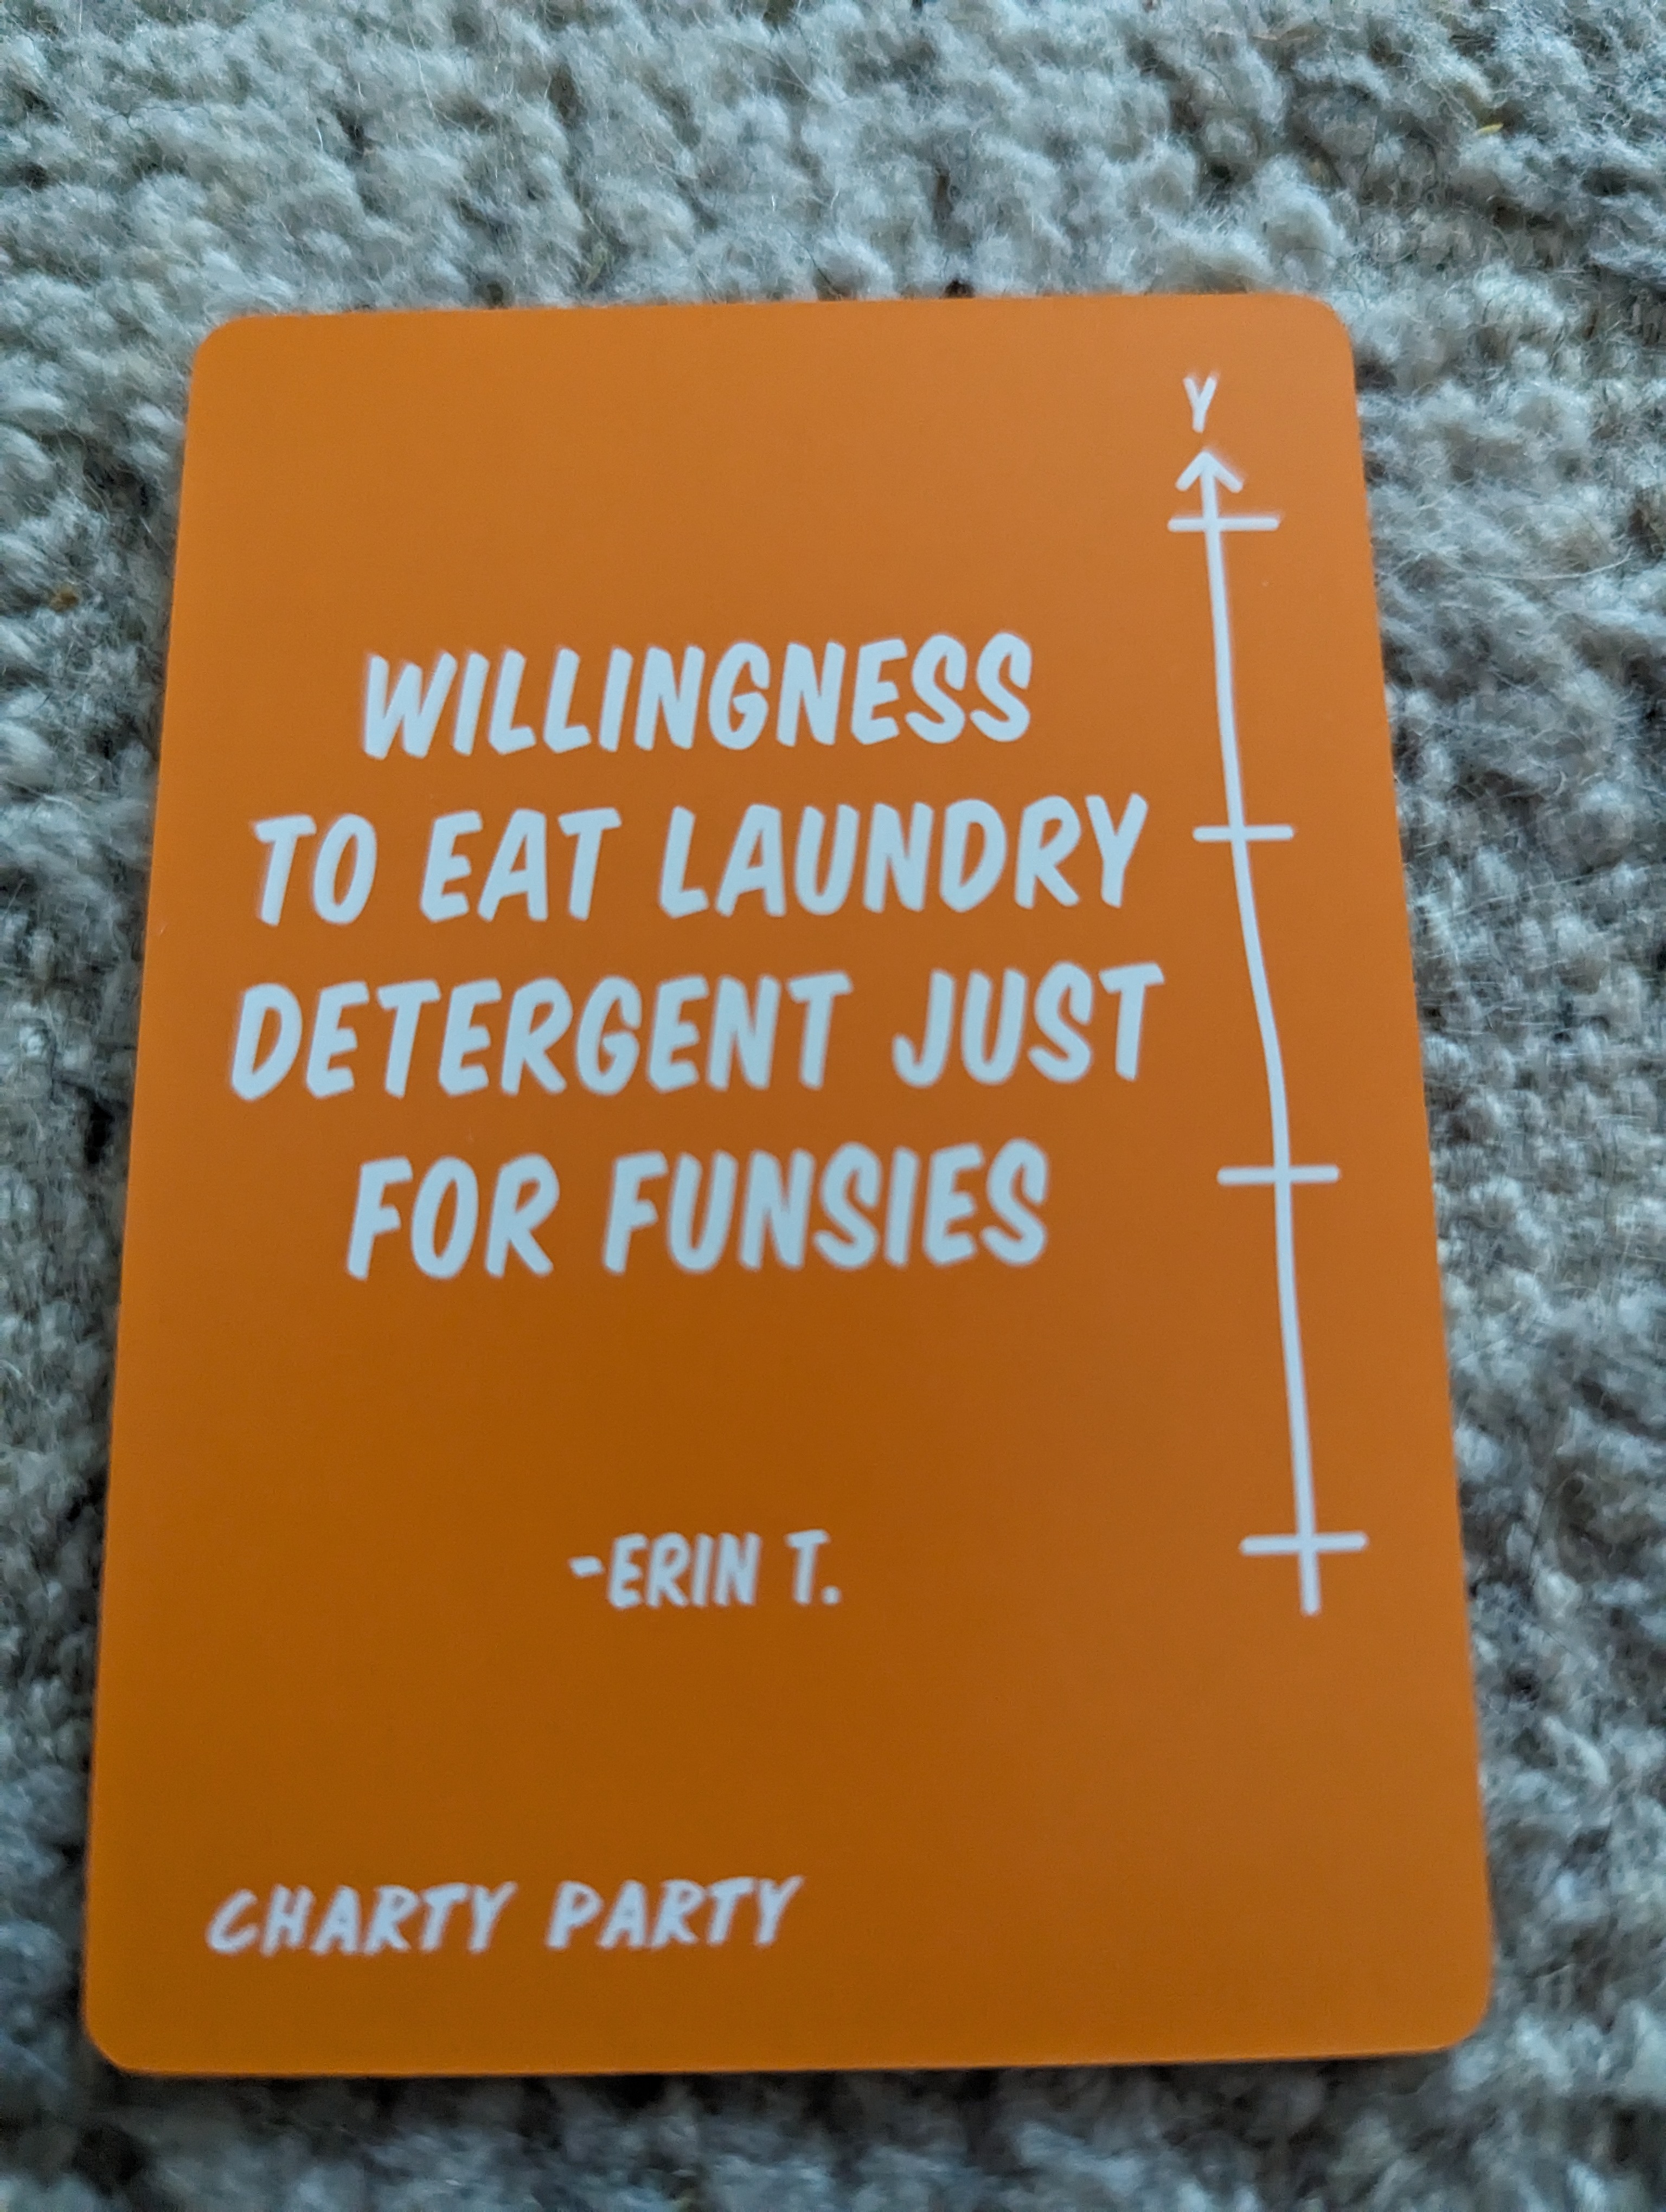 Y
WILLINGNESS
TO EAT LAUNDRY
DETERGENT JUST
FOR FUNSIES
-ERIN T.
CHARTY PARTY